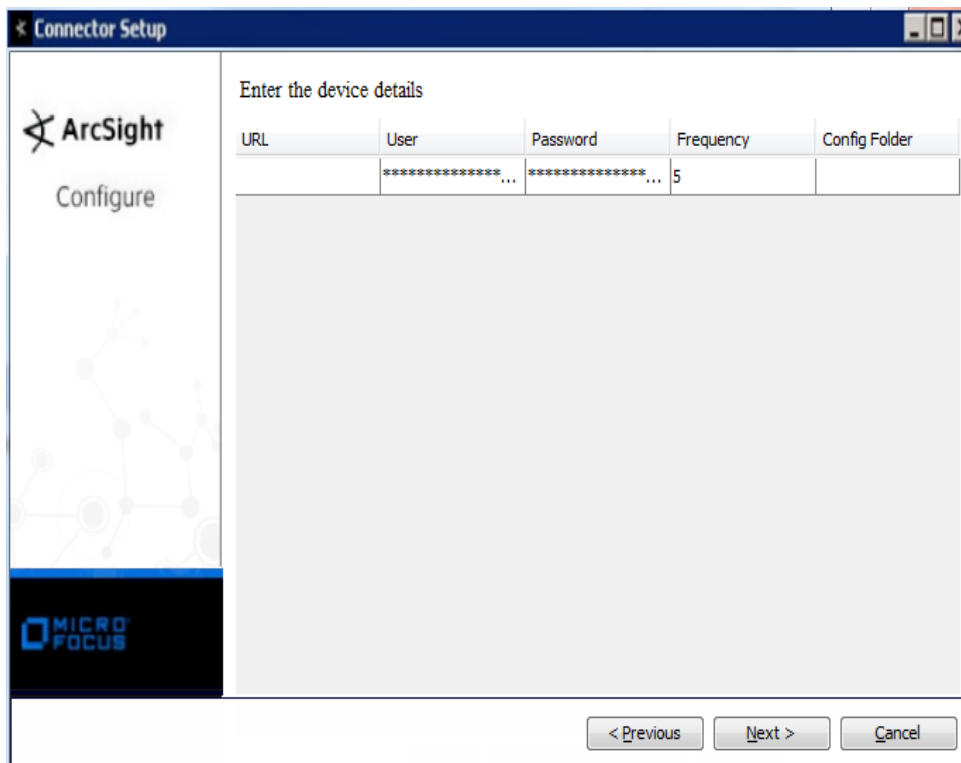 Connector Setup
ArcSight
Configure
Enter the device details
URL User Password Frequency Config Folder
**************... **************... 5
MICRO
FOCUS
< Previous Next > Cancel